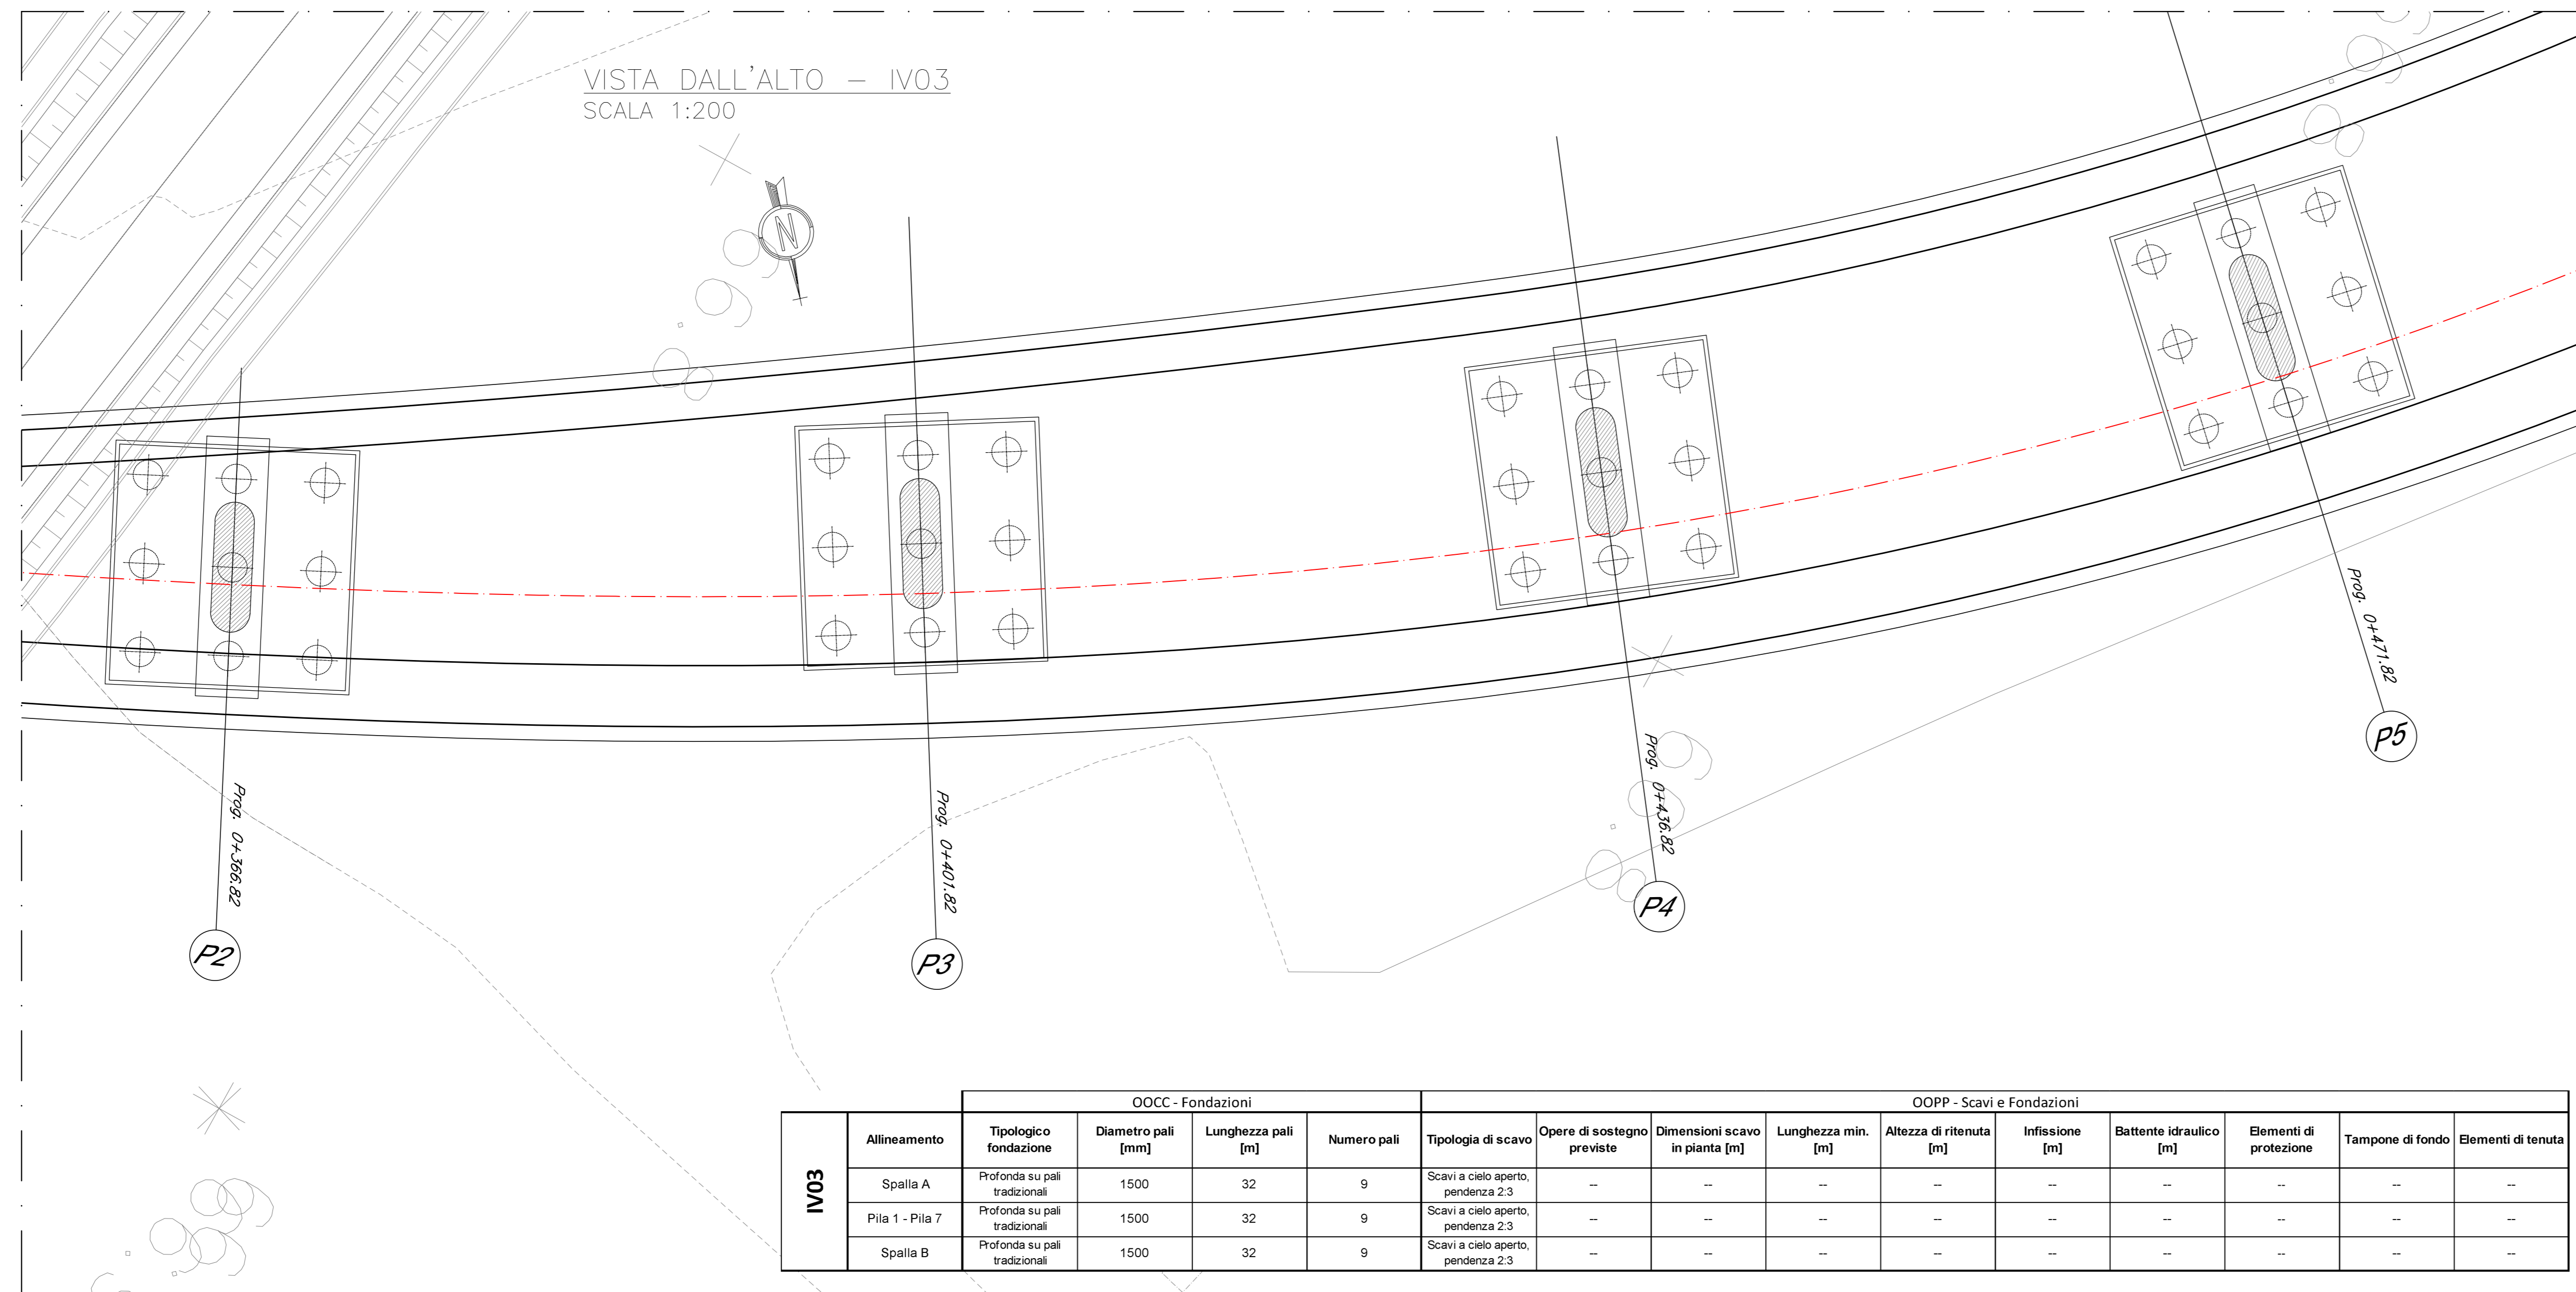 VISTA DALL'ALTO – IV03
SCALA 1:200
N
8.99
8.99
Prog. 0+366.82
P2
Prog. 0+401.82
P3
Prog. 0+436.82
P4
Prog. 0+471.82
P5
OOCC - Fondazioni OOPP - Scavi e Fondazioni
IV03
Allineamento Tipologico fondazione Diametro pali [mm] Lunghezza pali [m] Numero pali Tipologia di scavo Opere di sostegno previste Dimensioni scavo in pianta [m] Lunghezza min. [m] Altezza di ritenuta [m] Infissione [m] Battente idraulico [m] Elementi di protezione Tampone di fondo Elementi di tenuta
Spalla A Profonda su pali tradizionali 1500 32 9 Scavi a cielo aperto, pendenza 2:3 -- -- -- -- -- -- -- -- --
Pila 1 - Pila 7 Profonda su pali tradizionali 1500 32 9 Scavi a cielo aperto, pendenza 2:3 -- -- -- -- -- -- -- -- --
Spalla B Profonda su pali tradizionali 1500 32 9 Scavi a cielo aperto, pendenza 2:3 -- -- -- -- -- -- -- -- --